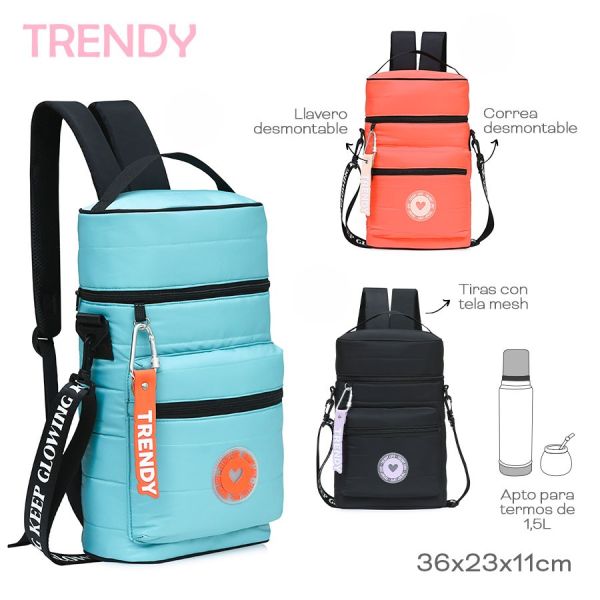 TRENDY
Llavero
desmontable
Correa
desmontable
Tiras con
tela mesh
TRENDY
KEEP GLOWING
Apto para
termos de
1,5L
36x23x11cm